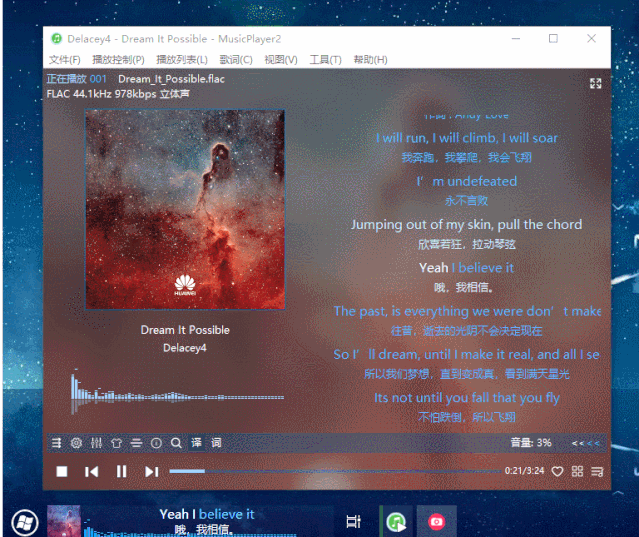 Delacey4 - Dream It Possible - MusicPlayer2
文件(F) 播放控制(P) 播放列表(L) 歌词(C) 视图(V) 工具(T) 帮助(H)
正在播放 001 Dream_It_Possible.flac
FLAC 44.1kHz 978kbps 立体声
HUAWEI
Dream It Possible
Delacey4
作詞：Andy Love
I will run, I will climb, I will soar
我奔跑，我攀爬，我会飞翔
I'm undefeated
永不言败
Jumping out of my skin, pull the chord
欣喜若狂，拉动琴弦
Yeah I believe it
哦，我相信。
The past, is everything we were don't make
往昔，逝去的光阴不会决定现在
So I'll dream, until I make it real, and all I se
所以我们梦想，直到变成真，看到满天星光
Its not until you fall that you fly
不怕跌倒，所以飞翔
译 词
音量: 3%
<<<<
0:21/3:24
Yeah I believe it
哦，我相信。